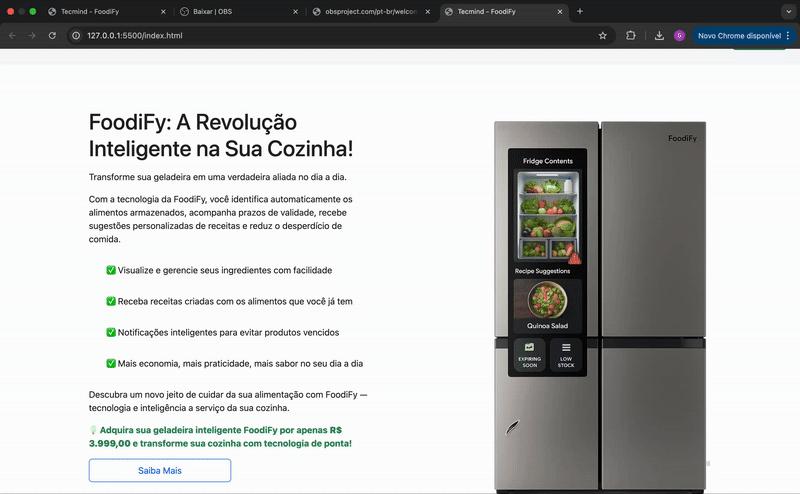 Tecmind - FoodiFy
Baixar | OBS
obsproject.com/pt-br/welcom
Tecmind - FoodiFy
127.0.0.1:5500/index.html
G
Novo Chrome disponível
FoodiFy: A Revolução
Inteligente na Sua Cozinha!
Transforme sua geladeira em uma verdadeira aliada no dia a dia.
Com a tecnologia da FoodiFy, você identifica automaticamente os
alimentos armazenados, acompanha prazos de validade, recebe
sugestões personalizadas de receitas e reduz o desperdício de
comida.
✅ Visualize e gerencie seus ingredientes com facilidade
✅ Receba receitas criadas com os alimentos que você já tem
✅ Notificações inteligentes para evitar produtos vencidos
✅ Mais economia, mais praticidade, mais sabor no seu dia a dia
Descubra um novo jeito de cuidar da sua alimentação com FoodiFy —
tecnologia e inteligência a serviço da sua cozinha.
💡 Adquira sua geladeira inteligente FoodiFy por apenas R$
3.999,00 e transforme sua cozinha com tecnologia de ponta!
Saiba Mais
FoodiFy
Fridge Contents
Recipe Suggestions
Quinoa Salad
EXPIRING
SOON
LOW
STOCK